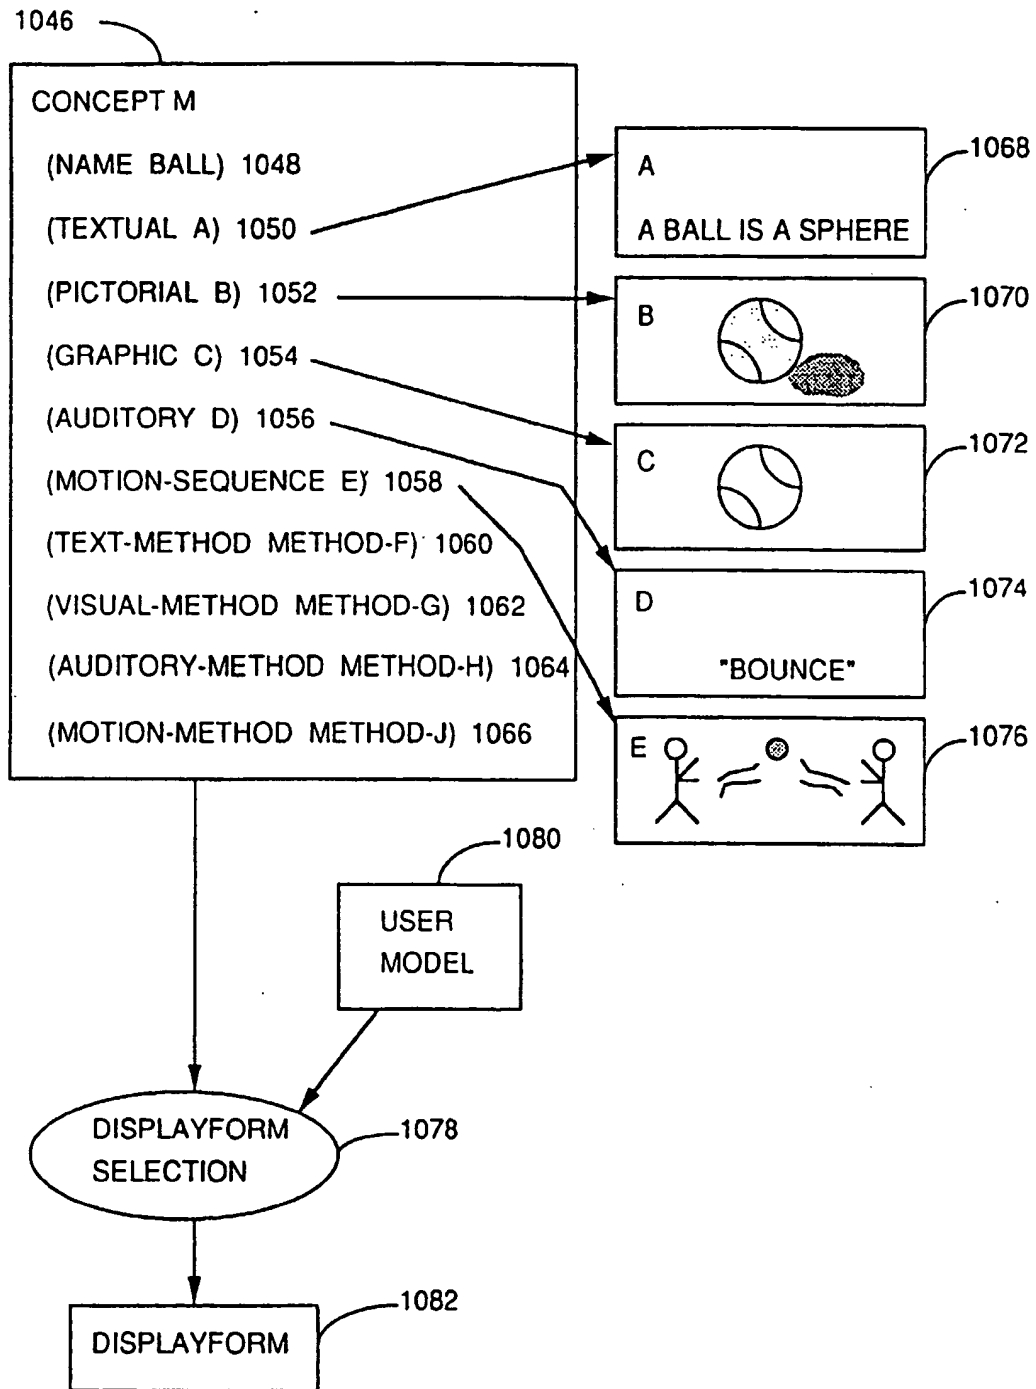 1046
CONCEPT M
(NAME BALL) 1048
(TEXTUAL A) 1050
(PICTORIAL B) 1052
(GRAPHIC C) 1054
(AUDITORY D) 1056
(MOTION-SEQUENCE E) 1058
(TEXT-METHOD METHOD-F) 1060
(VISUAL-METHOD METHOD-G) 1062
(AUDITORY-METHOD METHOD-H) 1064
(MOTION-METHOD METHOD-J) 1066
1068
A
A BALL IS A SPHERE
1070
B
1072
C
1074
D
"BOUNCE"
1076
E
1080
USER
MODEL
DISPLAYFORM
SELECTION
1078
1082
DISPLAYFORM